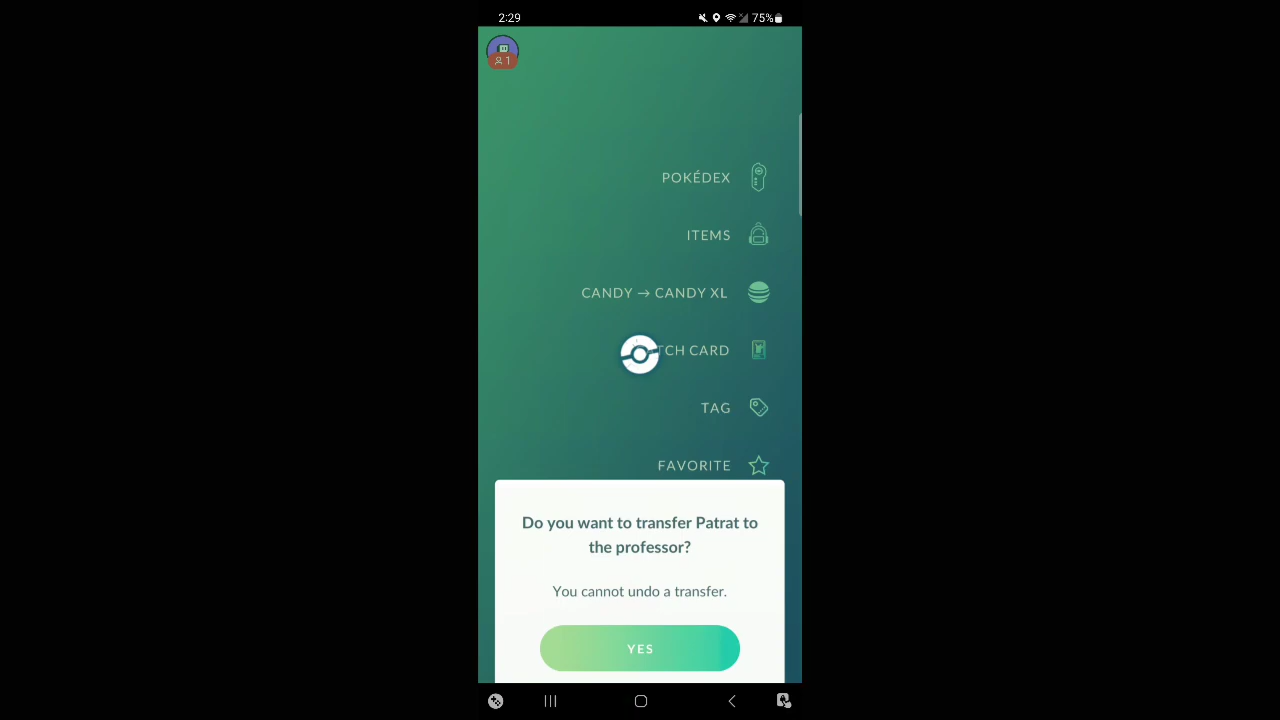 2:29
75%
1
POKÉDEX
ITEMS
CANDY → CANDY XL
TCH CARD
TAG
FAVORITE
Do you want to transfer Patrat to
the professor?
You cannot undo a transfer.
YES